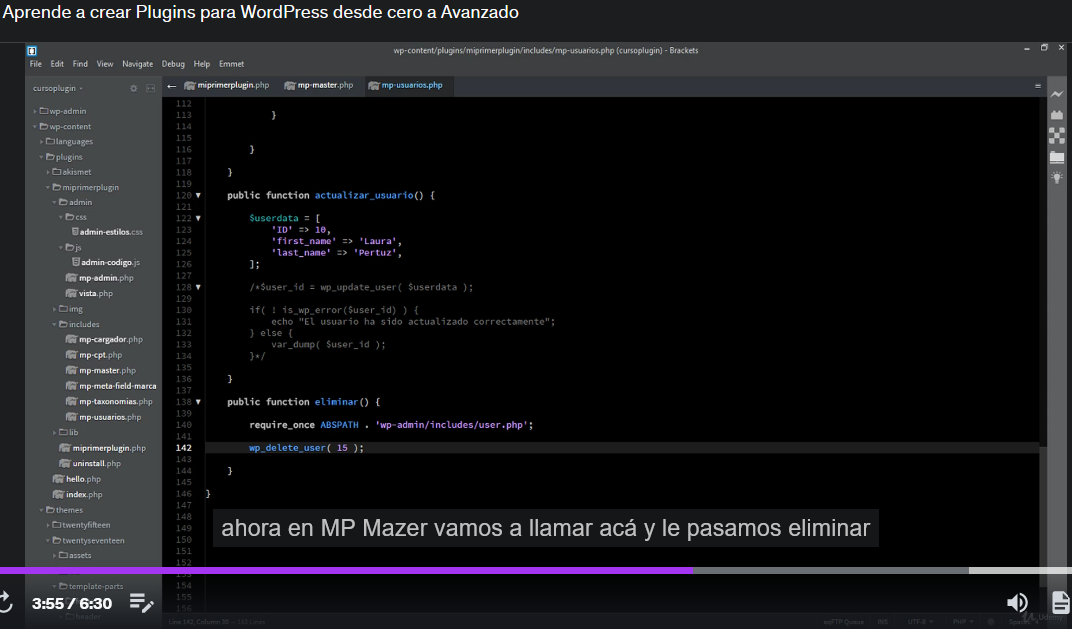 Aprende a crear Plugins para WordPress desde cero a Avanzado
wp-content/plugins/miprimerplugin/includes/mp-usuarios.php (cursoplugin) - Brackets
File Edit Find View Navigate Debug Help Emmet
cursoplugin
miprimerplugin.php mp-master.php mp-usuarios.php
wp-admin
wp-content
languages
plugins
akismet
miprimerplugin
admin
css
admin-estilos.css
js
admin-codigo.js
mp-admin.php
vista.php
img
includes
mp-cargador.php
mp-cpt.php
mp-master.php
mp-meta-field-marca
mp-taxonomias.php
mp-usuarios.php
lib
miprimerplugin.php
uninstall.php
hello.php
index.php
themes
twentyfifteen
twentyseventeen
assets
template-parts
header
112
113 }
114
115
116 }
117
118 }
119
120 public function actualizar_usuario() {
121
122 $userdata = [
123 'ID' => 10,
124 'first_name' => 'Laura',
125 'last_name' => 'Pertuz',
126 ];
127
128 /*$user_id = wp_update_user( $userdata );
129
130 if( ! is_wp_error($user_id) ) {
131 echo "El usuario ha sido actualizado correctamente";
132 } else {
133 var_dump( $user_id );
134 }*/
135
136 }
137
138 public function eliminar() {
139
140 require_once ABSPATH . 'wp-admin/includes/user.php';
141
142 wp_delete_user( 15 );
143
144 }
145
146 }
147
148
149
150
151
152
153
154
155
156
ahora en MP Mazer vamos a llamar acá y le pasamos eliminar
3:55 / 6:30
INS UTF-8 PHP
Udemy